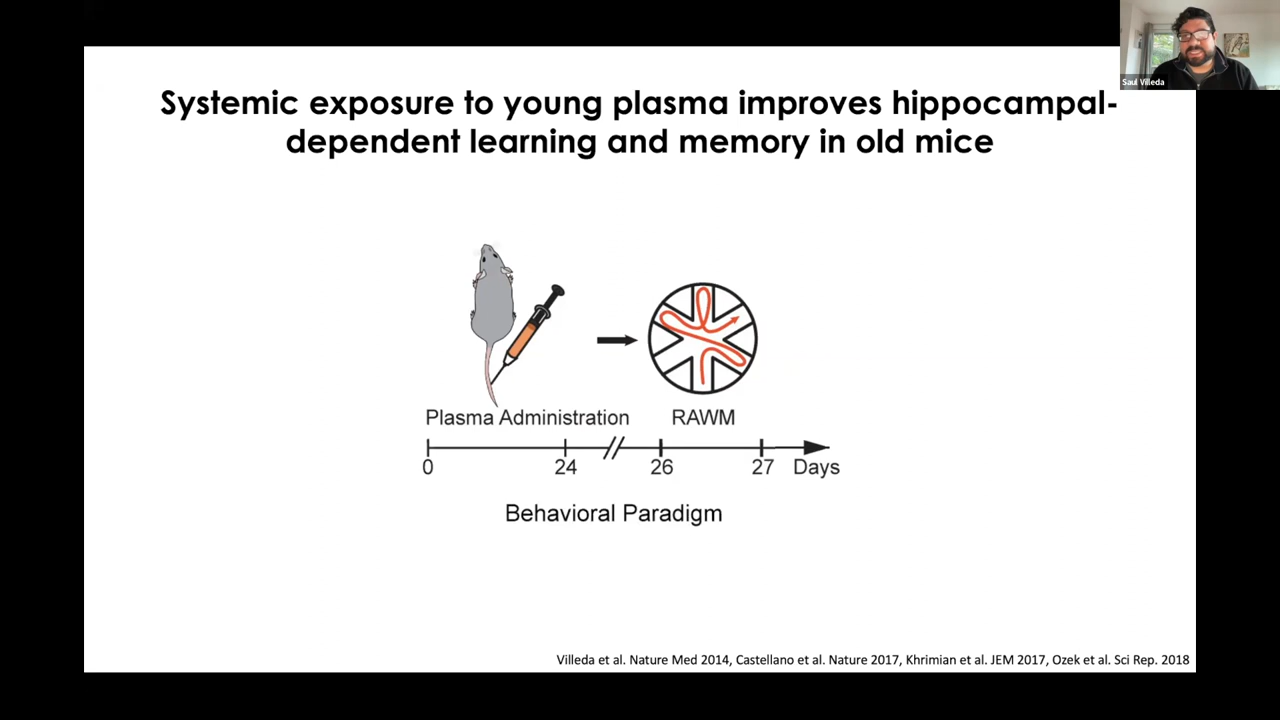 Saul Villeda
Systemic exposure to young plasma improves hippocampal-
dependent learning and memory in old mice
Plasma Administration
RAWM
0
24
26
27
Days
Behavioral Paradigm
Villeda et al. Nature Med 2014, Castellano et al. Nature 2017, Khrimian et al. JEM 2017, Ozek et al. Sci Rep. 2018